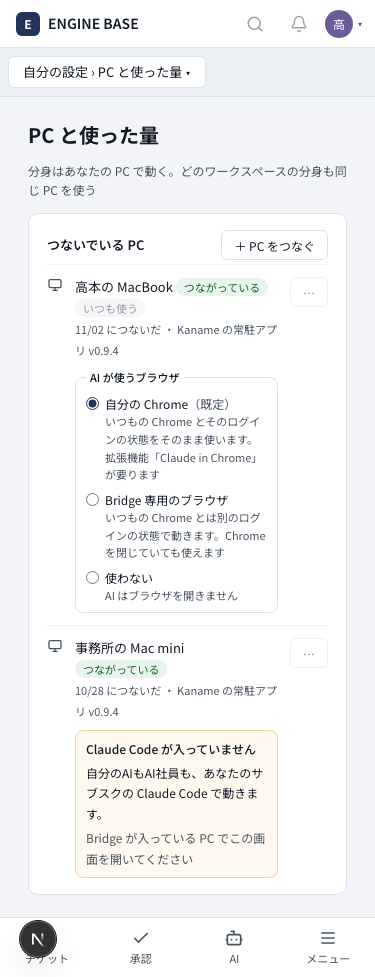 E ENGINE BASE 高
自分の設定 › PC と使った量
PC と使った量
分身はあなたの PC で動く。どのワークスペースの分身も同
じ PC を使う
つないでいる PC
＋ PC をつなぐ
高本の MacBook つながっている ...
いつも使う
11/02 につないだ ・ Kaname の常駐アプ
リ v0.9.4
AI が使うブラウザ
自分の Chrome（既定）
いつもの Chrome とそのログイ
ンの状態をそのまま使います。
拡張機能「Claude in Chrome」
が要ります
Bridge 専用のブラウザ
いつもの Chrome とは別のログ
インの状態で動きます。Chrome
を閉じていても使えます
使わない
AI はブラウザを開きません
事務所の Mac mini ...
つながっている
10/28 につないだ ・ Kaname の常駐アプ
リ v0.9.4
Claude Code が入っていません
自分のAIもAI社員も、あなたのサ
ブスクの Claude Code で動きま
す。
Bridge が入っている PC でこの画
面を開いてください
N
チケット 承認 AI メニュー